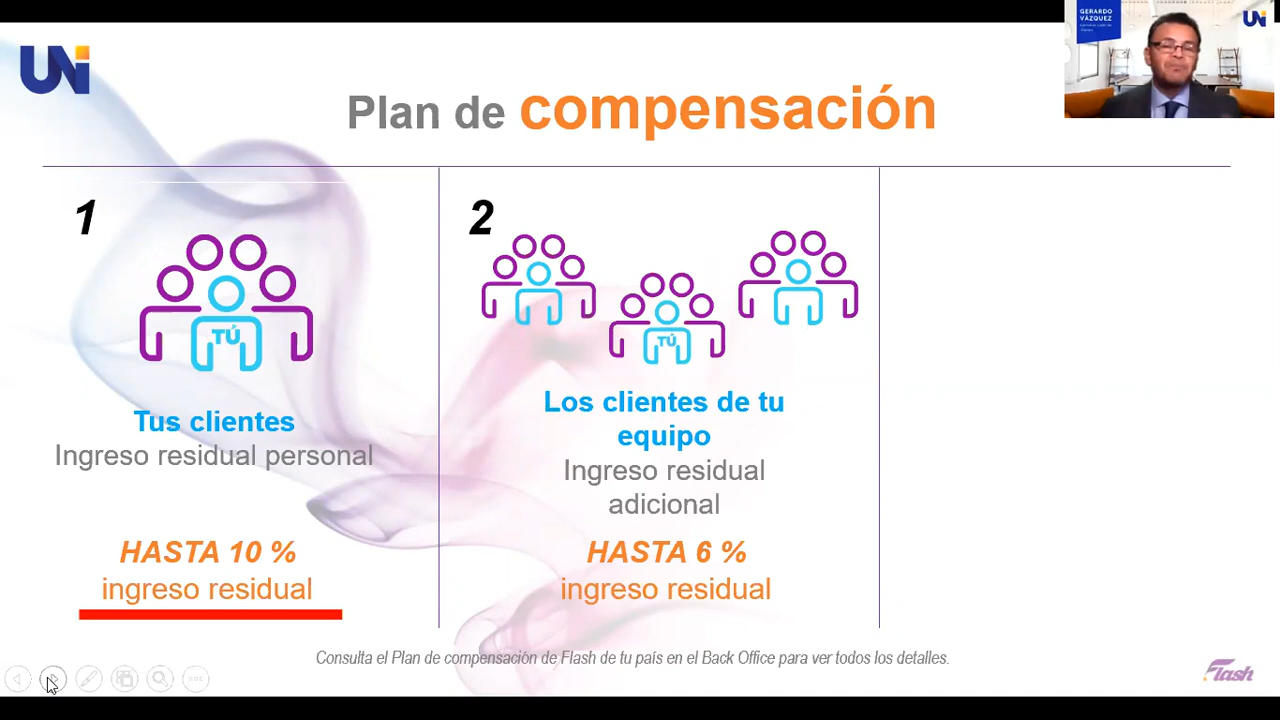 UNi
Plan de compensación
GERARDO
VÁZQUEZ
UNi
1
TÚ
Tus clientes
Ingreso residual personal
HASTA 10 %
ingreso residual
2
TÚ
Los clientes de tu
equipo
Ingreso residual
adicional
HASTA 6 %
ingreso residual
Consulta el Plan de compensación de Flash de tu país en el Back Office para ver todos los detalles.
Flash